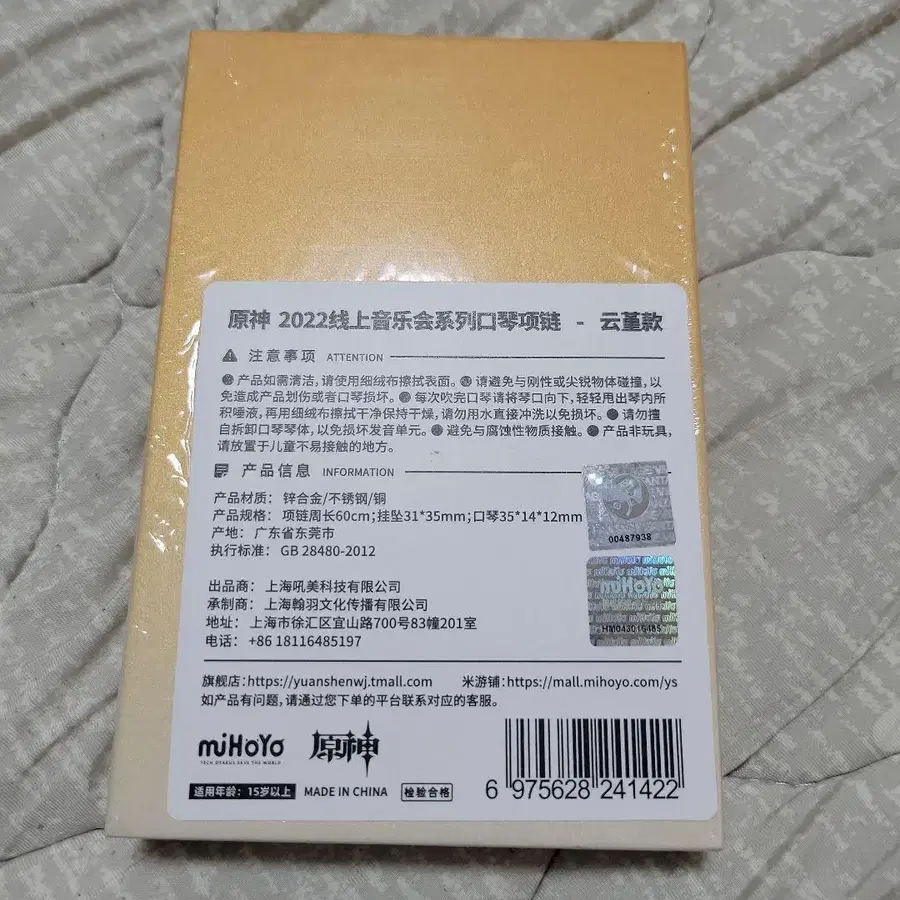 原神 2022线上音乐会系列口琴项链 - 云堇款
注意事项 ATTENTION
产品如需清洁,请使用细绒布擦拭表面。 请避免与刚性或尖锐物体碰撞,以
免造成产品划伤或者口琴损坏。 每次吹完口琴请将琴口向下,轻轻甩出琴内所
积唾液,再用细绒布擦拭干净保持干燥,请勿用水直接冲洗以免损坏。 请勿擅
自拆卸口琴琴体,以免损坏发音单元。 避免与腐蚀性物质接触。 产品非玩具,
请放置于儿童不易接触的地方。
产品信息 INFORMATION
产品材质: 锌合金/不锈钢/铜
产品规格: 项链周长60cm;挂坠31*35mm;口琴35*14*12mm
产地: 广东省东莞市
执行标准: GB 28480-2012
00487938
miHoYo
HM043016485
出品商: 上海吼美科技有限公司
承制商: 上海翰羽文化传播有限公司
地址: 上海市徐汇区宜山路700号83幢201室
电话: +86 18116485197
旗舰店:https://yuanshenwj.tmall.com 米游铺:https://mall.mihoyo.com/ys
如产品有问题,请通过您下单的平台联系对应的客服。
miHoYo 原神
TECH OTAKUS SAVE THE WORLD
适用年龄: 15岁以上 MADE IN CHINA 检验合格
6 975628 241422